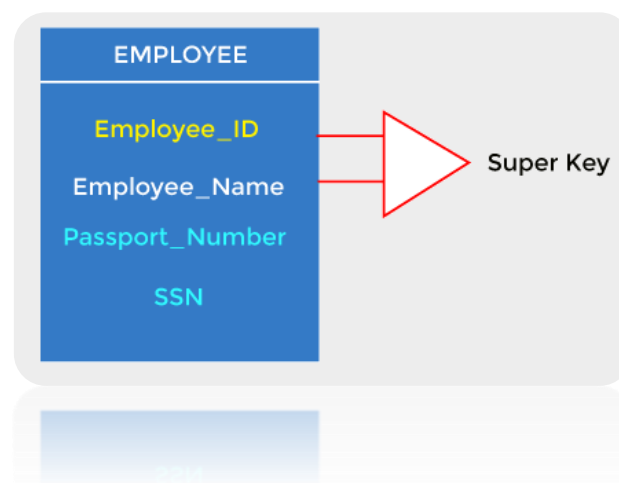 EMPLOYEE
Employee_ID
Employee_Name
Super Key
Passport_Number
SSN